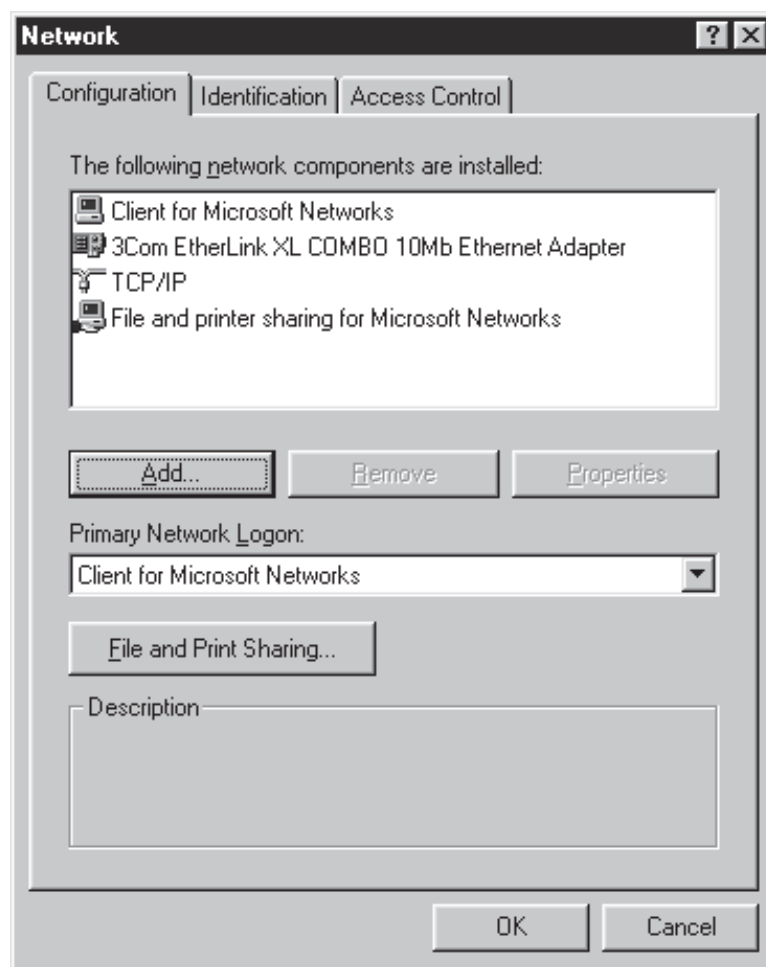 Network
Configuration Identification Access Control
The following network components are installed:
Client for Microsoft Networks
3Com EtherLink XL COMBO 10Mb Ethernet Adapter
TCP/IP
File and printer sharing for Microsoft Networks
Add... Remove Properties
Primary Network Logon:
Client for Microsoft Networks
File and Print Sharing...
Description
OK Cancel